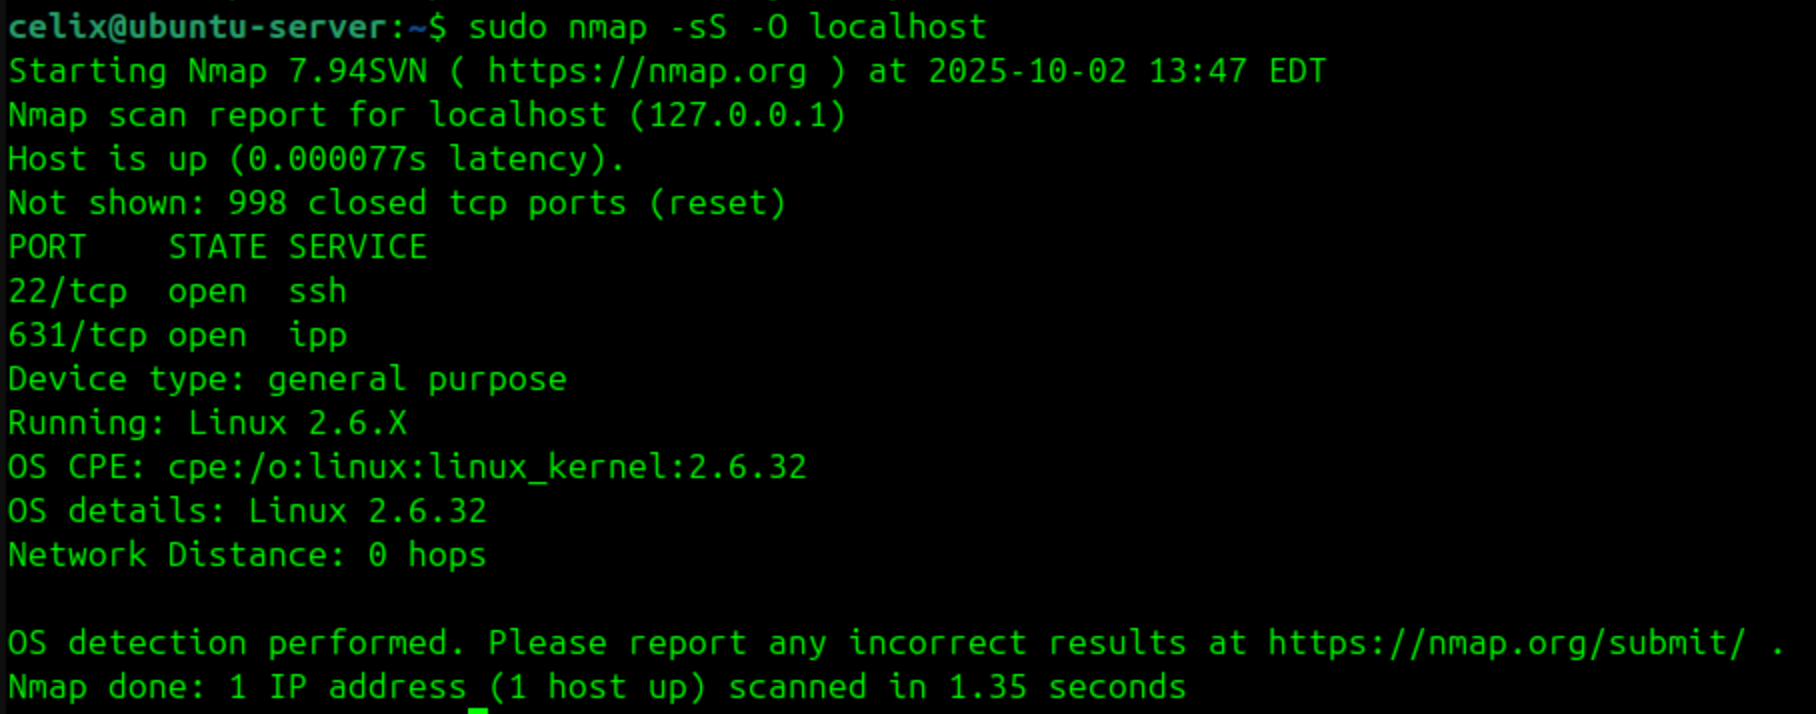 celix@ubuntu-server:~$ sudo nmap -sS -O localhost
Starting Nmap 7.94SVN ( https://nmap.org ) at 2025-10-02 13:47 EDT
Nmap scan report for localhost (127.0.0.1)
Host is up (0.000077s latency).
Not shown: 998 closed tcp ports (reset)
PORT    STATE SERVICE
22/tcp  open  ssh
631/tcp open  ipp
Device type: general purpose
Running: Linux 2.6.X
OS CPE: cpe:/o:linux:linux_kernel:2.6.32
OS details: Linux 2.6.32
Network Distance: 0 hops

OS detection performed. Please report any incorrect results at https://nmap.org/submit/ .
Nmap done: 1 IP address (1 host up) scanned in 1.35 seconds